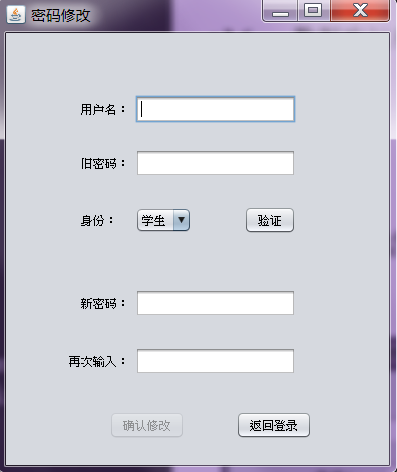 密码修改
用户名：
旧密码：
身份： 学生 验证
新密码：
再次输入：
确认修改 返回登录